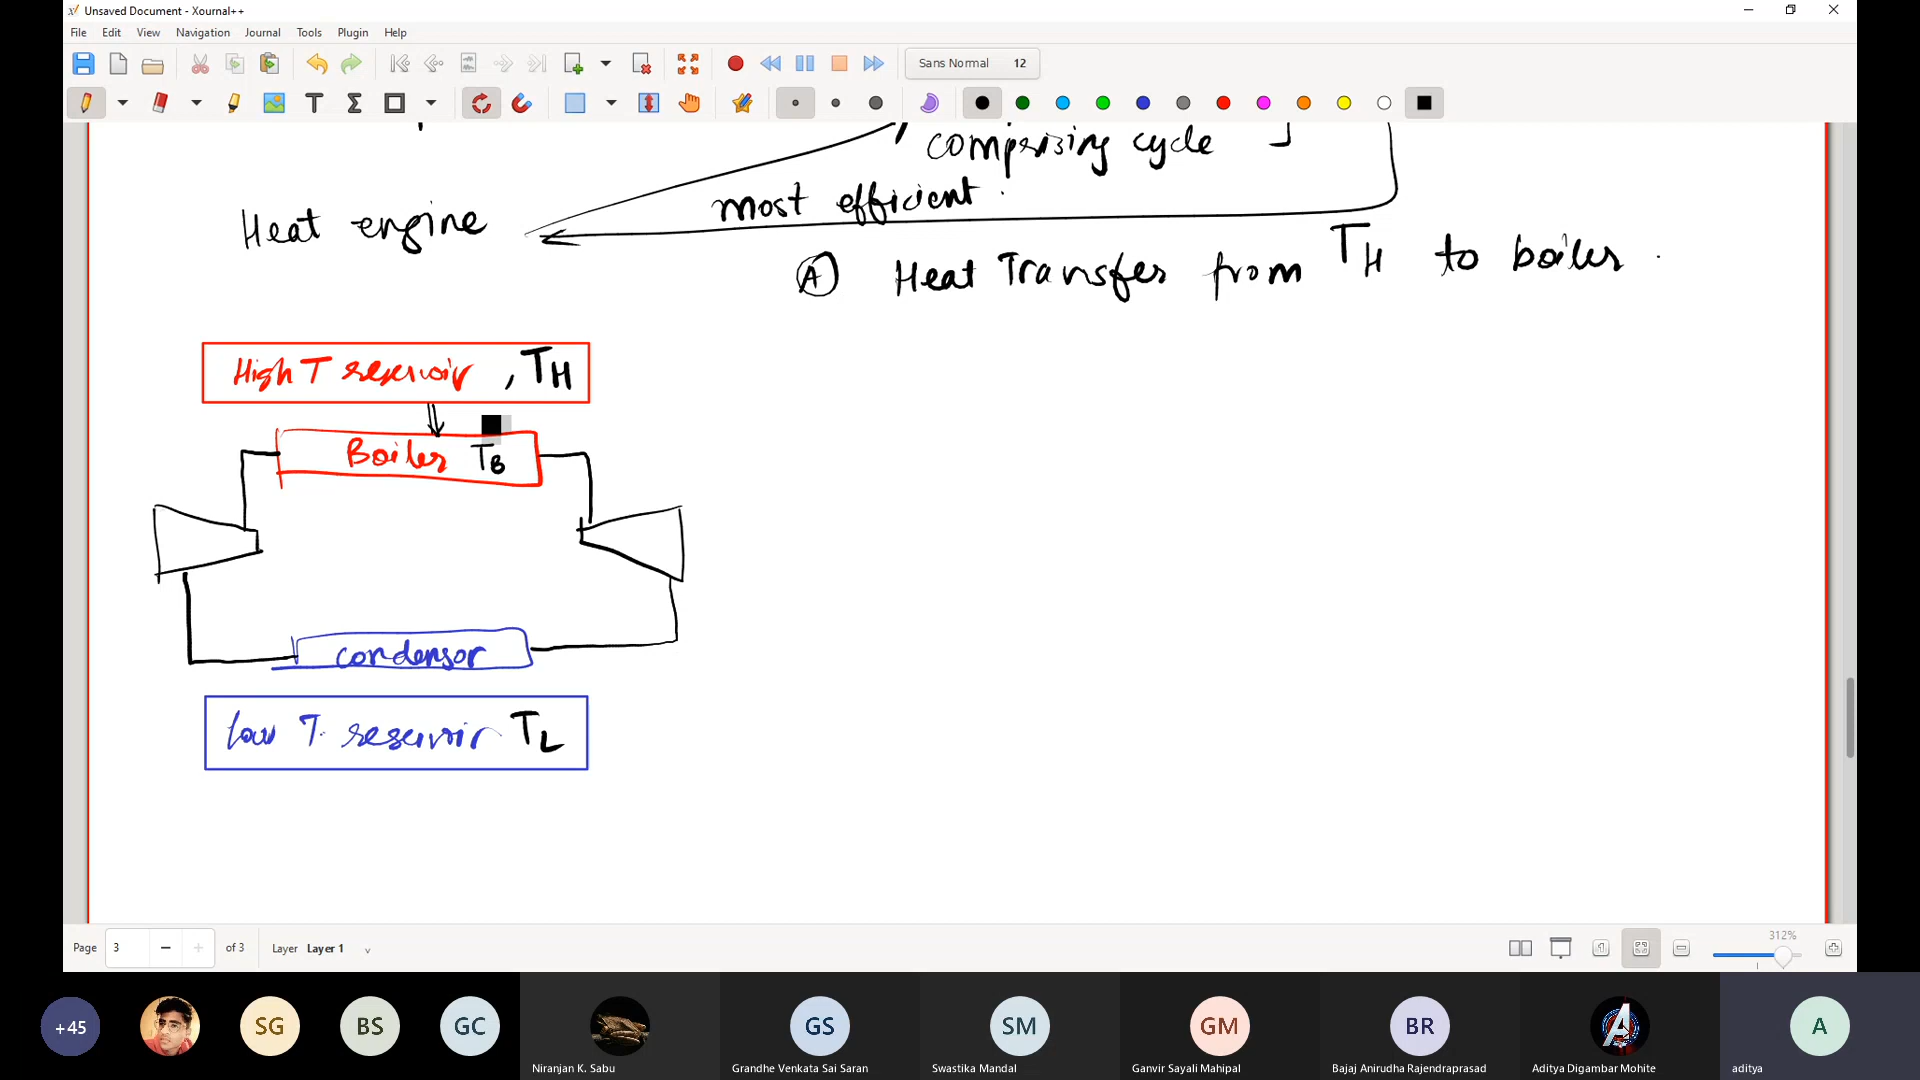 Unsaved Document - Xournal++
File Edit View Navigation Journal Tools Plugin Help
Sans Normal 12
comprising cycle ]
most efficient.
Heat engine
(A) Heat Transfer from TH to boiler.
High T reservoir, TH
Boiler TB
condensor
Low T. reservoir TL
Page 3 of 3 Layer Layer 1
312%
+45 SG BS GC GS SM GM BR A
Niranjan K. Sabu Grandhe Venkata Sai Saran Swastika Mandal Ganvir Sayali Mahipal Bajaj Anirudha Rajendraprasad Aditya Digambar Mohite aditya